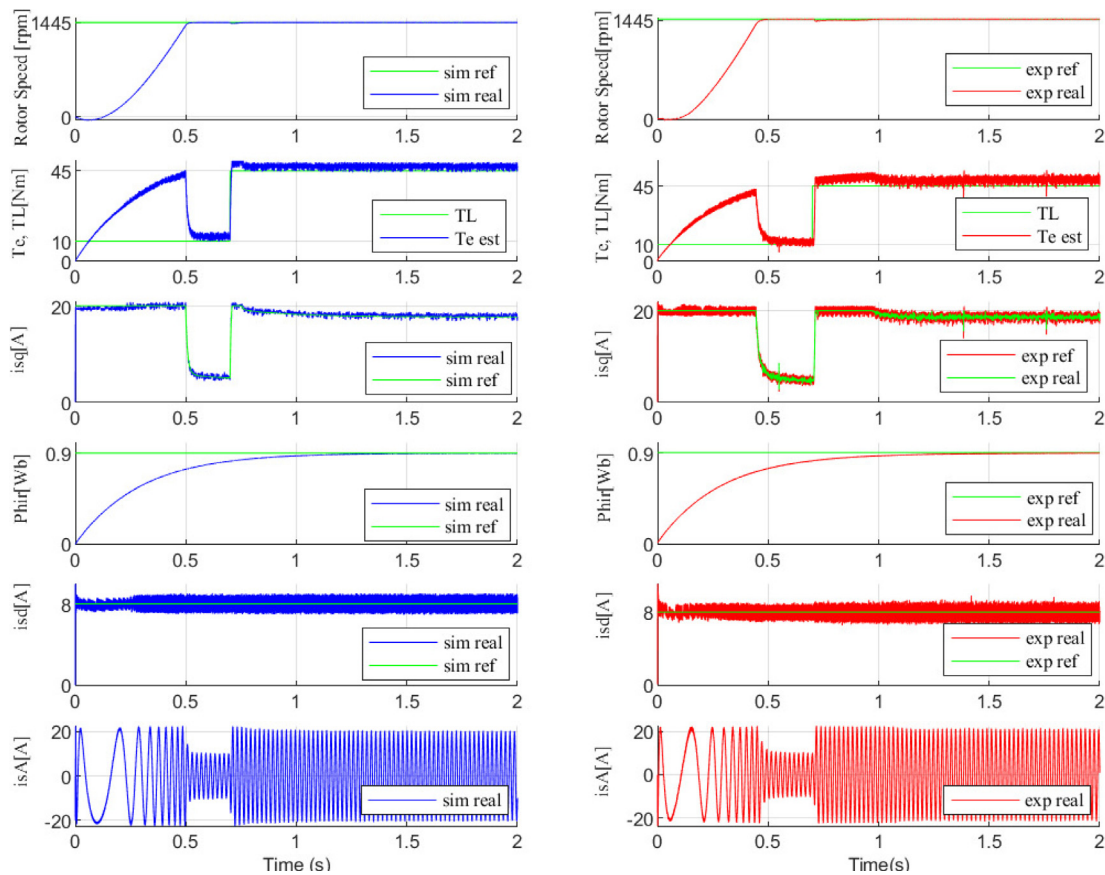 Rotor Speed [rpm]
1445
0
sim ref
sim real
0 0.5 1 1.5 2
Te, TL[Nm]
45
10
0
TL
Te est
0 0.5 1 1.5 2
isq[A]
20
0
sim real
sim ref
0 0.5 1 1.5 2
Phir[Wb]
0.9
0
sim real
sim ref
0 0.5 1 1.5 2
isd[A]
8
0
sim real
sim ref
0 0.5 1 1.5 2
isA[A]
20
0
-20
sim real
0 0.5 1 1.5 2
Time (s)
Rotor Speed[rpm]
1445
0
exp ref
exp real
0 0.5 1 1.5 2
Te, TL[Nm]
45
10
0
TL
Te est
0 0.5 1 1.5 2
isq[A]
20
0
exp ref
exp real
0 0.5 1 1.5 2
Phir[Wb]
0.9
0
exp ref
exp real
0 0.5 1 1.5 2
isd[A]
8
0
exp real
exp ref
0 0.5 1 1.5 2
isA[A]
20
0
-20
exp real
0 0.5 1 1.5 2
Time(s)